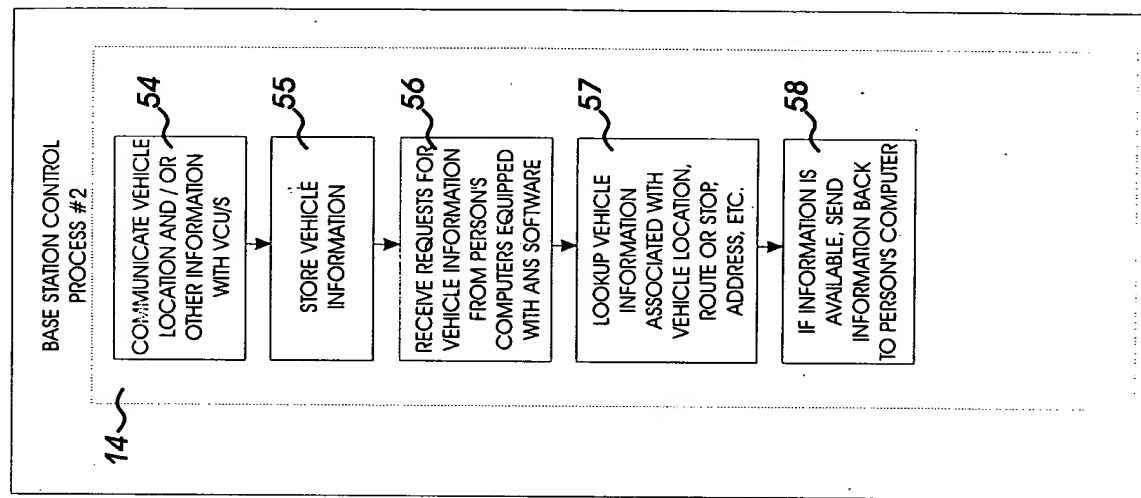 BASE STATION CONTROL
PROCESS #2
14
COMMUNICATE VEHICLE
LOCATION AND / OR
OTHER INFORMATION
WITH VCU/S
54
STORE VEHICLE
INFORMATION
55
RECEIVE REQUESTS FOR
VEHICLE INFORMATION
FROM PERSON'S
COMPUTERS EQUIPPED
WITH ANS SOFTWARE
56
LOOKUP VEHICLE
INFORMATION
ASSOCIATED WITH
VEHICLE LOCATION,
ROUTE OR STOP,
ADDRESS, ETC.
57
IF INFORMATION IS
AVAILABLE, SEND
INFORMATION BACK
TO PERSON'S COMPUTER
58